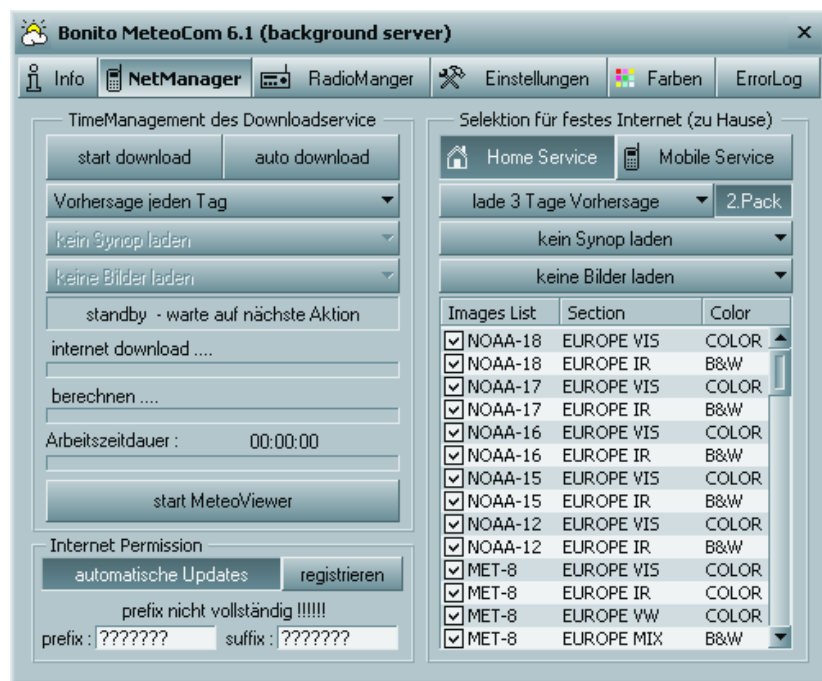 Bonito MeteoCom 6.1 (background server)
Info NetManager RadioManger Einstellungen Farben ErrorLog
TimeManagement des Downloadservice
start download auto download
Vorhersage jeden Tag
kein Synop laden
keine Bilder laden
standby - warte auf nächste Aktion
internet download ....
berechnen ....
Arbeitszeitdauer : 00:00:00
start MeteoViewer
Internet Permission
automatische Updates registrieren
prefix nicht vollständig !!!!!!
prefix : ??????? suffix : ???????
Selektion für festes Internet (zu Hause)
Home Service Mobile Service
lade 3 Tage Vorhersage 2.Pack
kein Synop laden
keine Bilder laden
Images List Section Color
NOAA-18 EUROPE VIS COLOR
NOAA-18 EUROPE IR B&W
NOAA-17 EUROPE VIS COLOR
NOAA-17 EUROPE IR B&W
NOAA-16 EUROPE VIS COLOR
NOAA-16 EUROPE IR B&W
NOAA-15 EUROPE VIS COLOR
NOAA-15 EUROPE IR B&W
NOAA-12 EUROPE VIS COLOR
NOAA-12 EUROPE IR B&W
MET-8 EUROPE VIS COLOR
MET-8 EUROPE IR COLOR
MET-8 EUROPE VW COLOR
MET-8 EUROPE MIX B&W